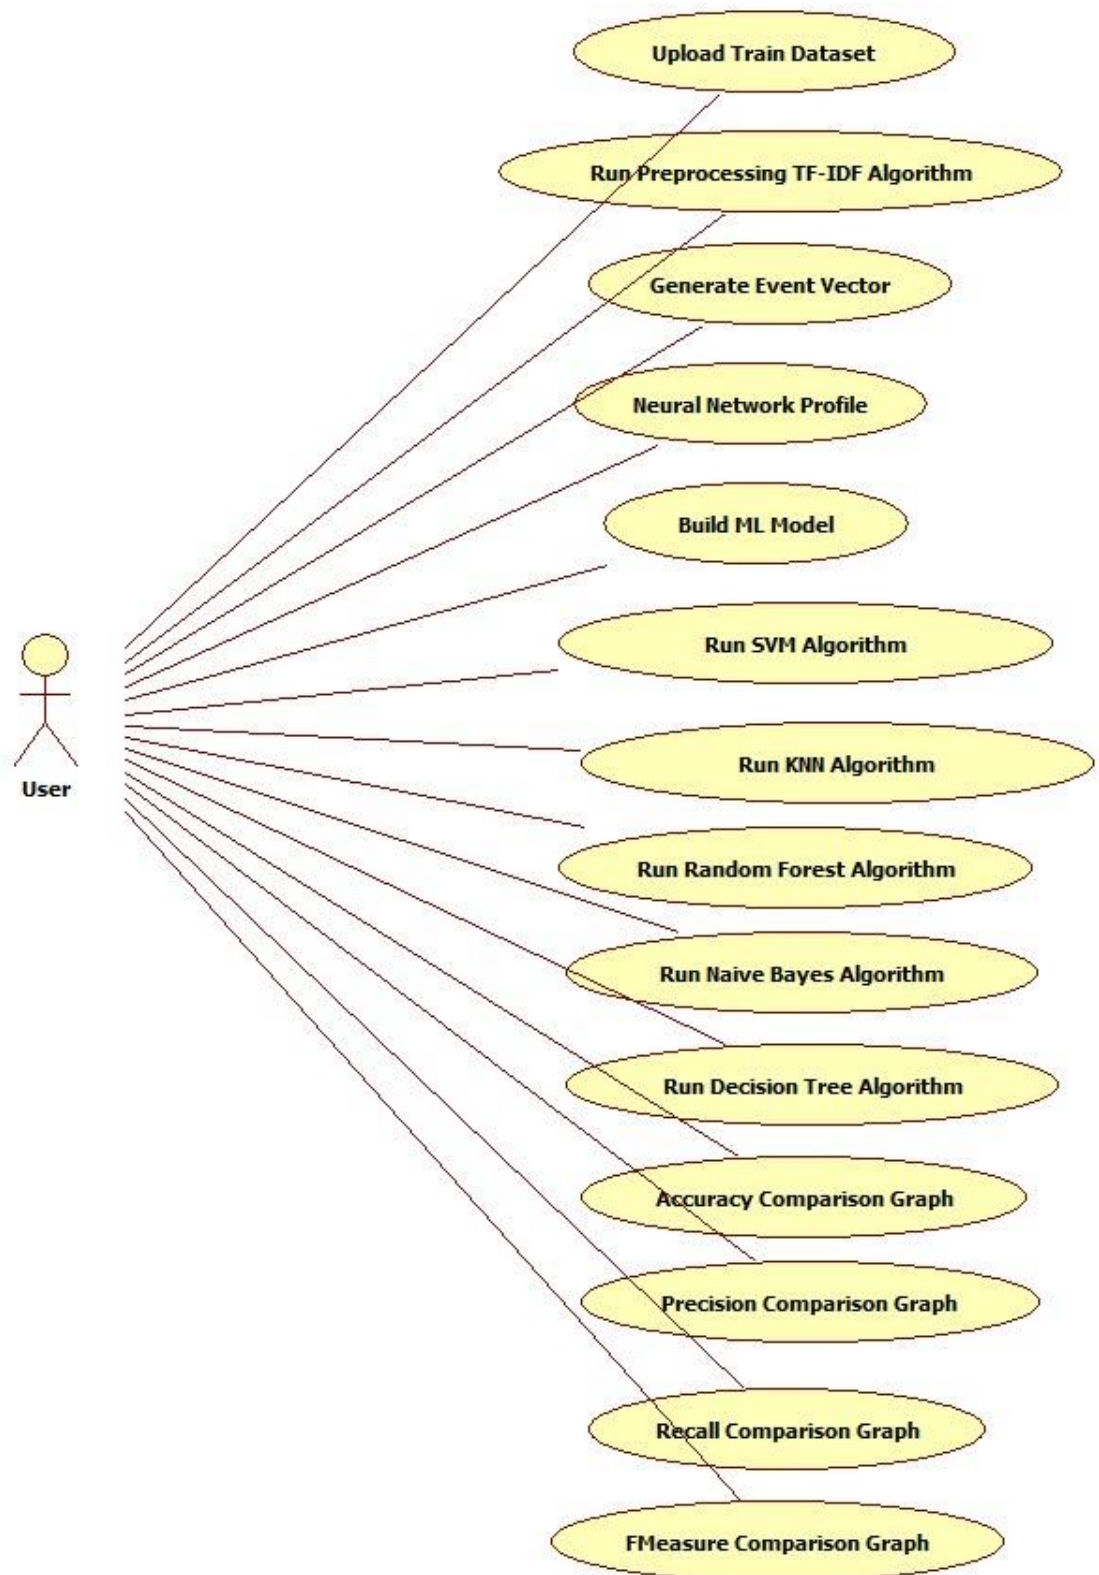 Upload Train Dataset
Run Preprocessing TF-IDF Algorithm
Generate Event Vector
Neural Network Profile
Build ML Model
Run SVM Algorithm
Run KNN Algorithm
User
Run Random Forest Algorithm
Run Naive Bayes Algorithm
Run Decision Tree Algorithm
Accuracy Comparison Graph
Precision Comparison Graph
Recall Comparison Graph
FMeasure Comparison Graph